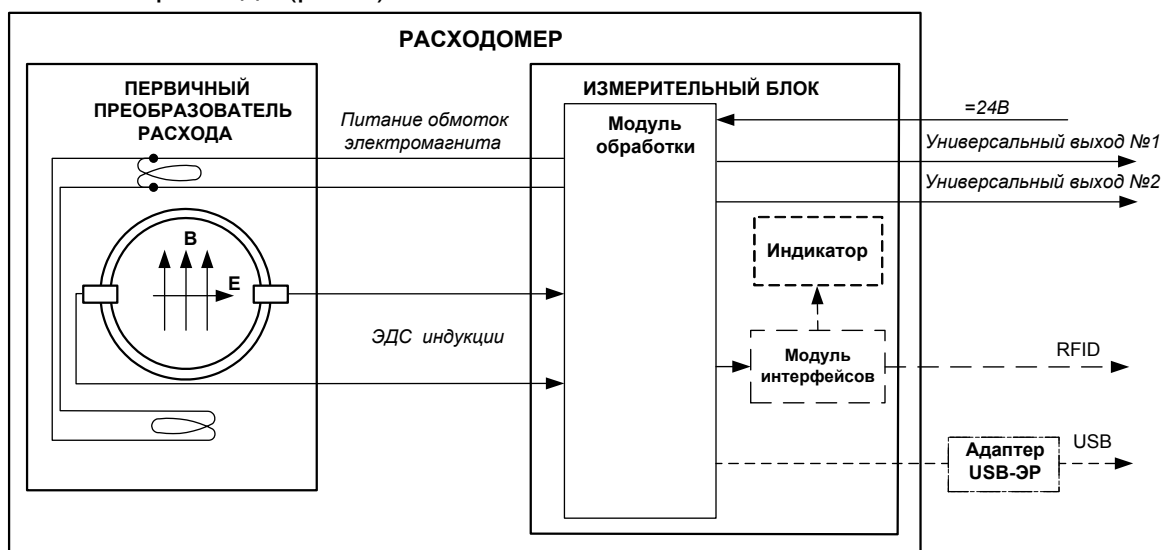 РАСХОДОМЕР
ПЕРВИЧНЫЙ
ПРЕОБРАЗОВАТЕЛЬ
РАСХОДА
Питание обмоток
электромагнита
ИЗМЕРИТЕЛЬНЫЙ БЛОК
Модуль
обработки
=24В
Универсальный выход №1
Универсальный выход №2
B
E
Индикатор
ЭДС индукции
Модуль
интерфейсов
RFID
Адаптер
USB-ЭР
USB